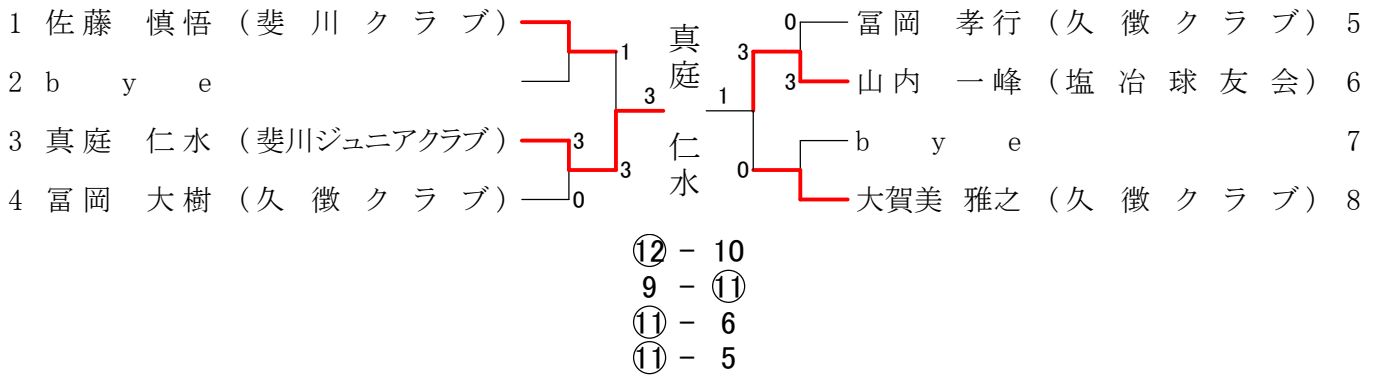 1 佐藤 慎悟 (斐川クラブ)
2 bye
3 真庭 仁水 (斐川ジュニアクラブ)
4 冨岡 大樹 (久徴クラブ)
1
3
3
0
3
真庭 仁水
1
3
0
0
3
冨岡 孝行 (久徴クラブ) 5
山内 一峰 (塩冶球友会) 6
bye 7
大賀美 雅之 (久徴クラブ) 8
⑫ - 10
9 - ⑪
⑪ - 6
⑪ - 5